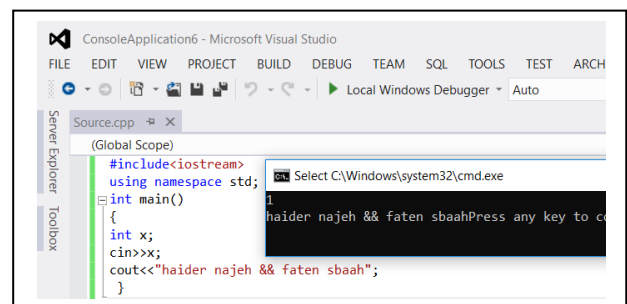 ConsoleApplication6 - Microsoft Visual Studio
FILE EDIT VIEW PROJECT BUILD DEBUG TEAM SQL TOOLS TEST ARCH
Local Windows Debugger Auto
Server Explorer
Toolbox
Source.cpp
(Global Scope)
#include<iostream>
using namespace std;
int main()
{
int x;
cin>>x;
cout<<"haider najeh && faten sbaah";
}
C:\. Select C:\Windows\system32\cmd.exe
1
haider najeh && faten sbaahPress any key to co